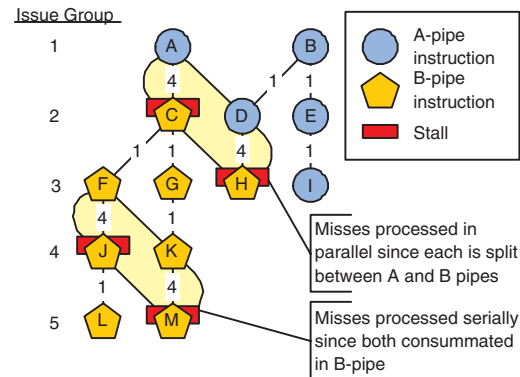 Issue Group
1
A
B
A-pipe
instruction
B-pipe
instruction
Stall
4
1
1
2
C
D
E
1
1
4
1
3
F
G
H
I
4
1
Misses processed in
parallel since each is split
between A and B pipes
4
J
K
1
4
5
L
M
Misses processed serially
since both consummated
in B-pipe